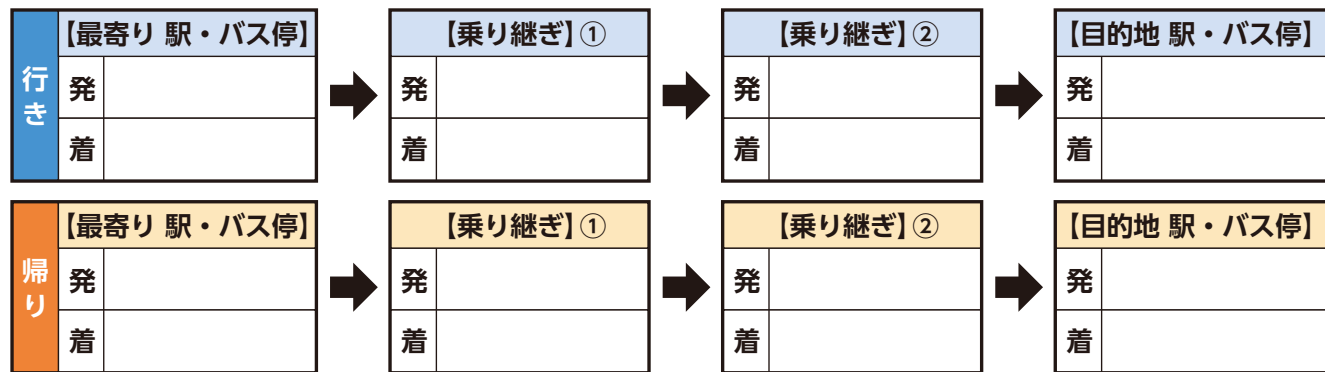 行き
【最寄り 駅・バス停】
発
着
【乗り継ぎ】①
発
着
【乗り継ぎ】②
発
着
【目的地 駅・バス停】
発
着
帰り
【最寄り 駅・バス停】
発
着
【乗り継ぎ】①
発
着
【乗り継ぎ】②
発
着
【目的地 駅・バス停】
発
着